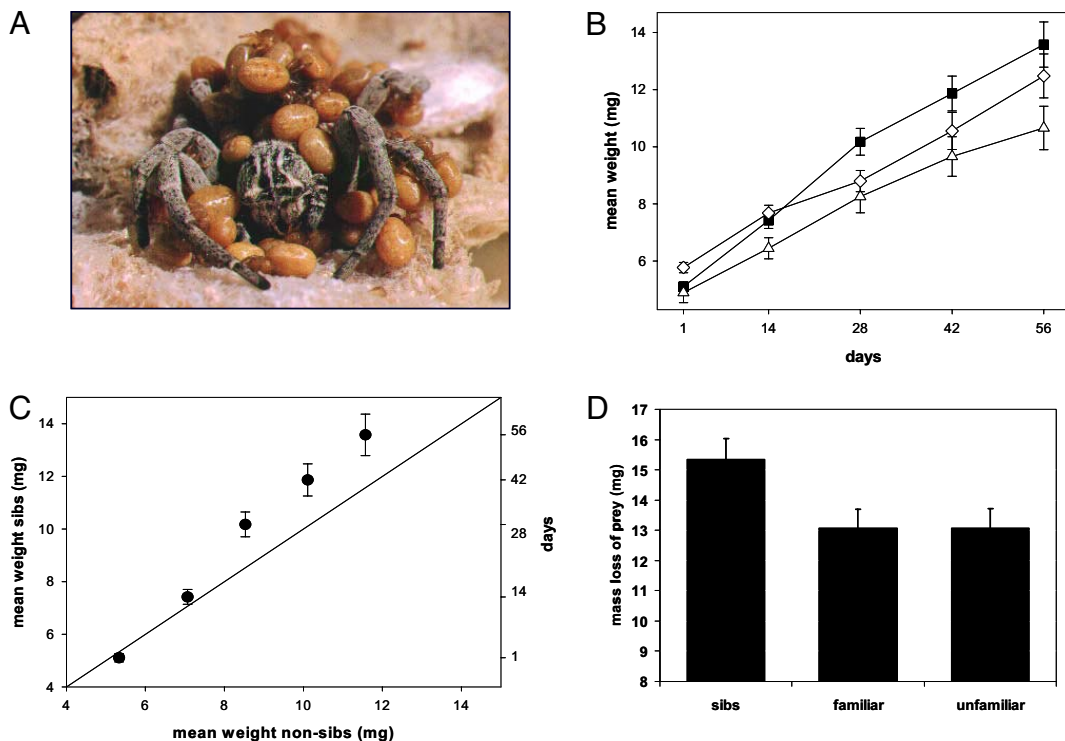 A
B
14
12
10
8
6
mean weight (mg)
1 14 28 42 56
days
C
14
12
10
8
6
4
mean weight sibs (mg)
56
42
28
14
1
days
4 6 8 10 12 14
mean weight non-sibs (mg)
D
17
16
15
14
13
12
11
10
9
8
mass loss of prey (mg)
sibs familiar unfamiliar